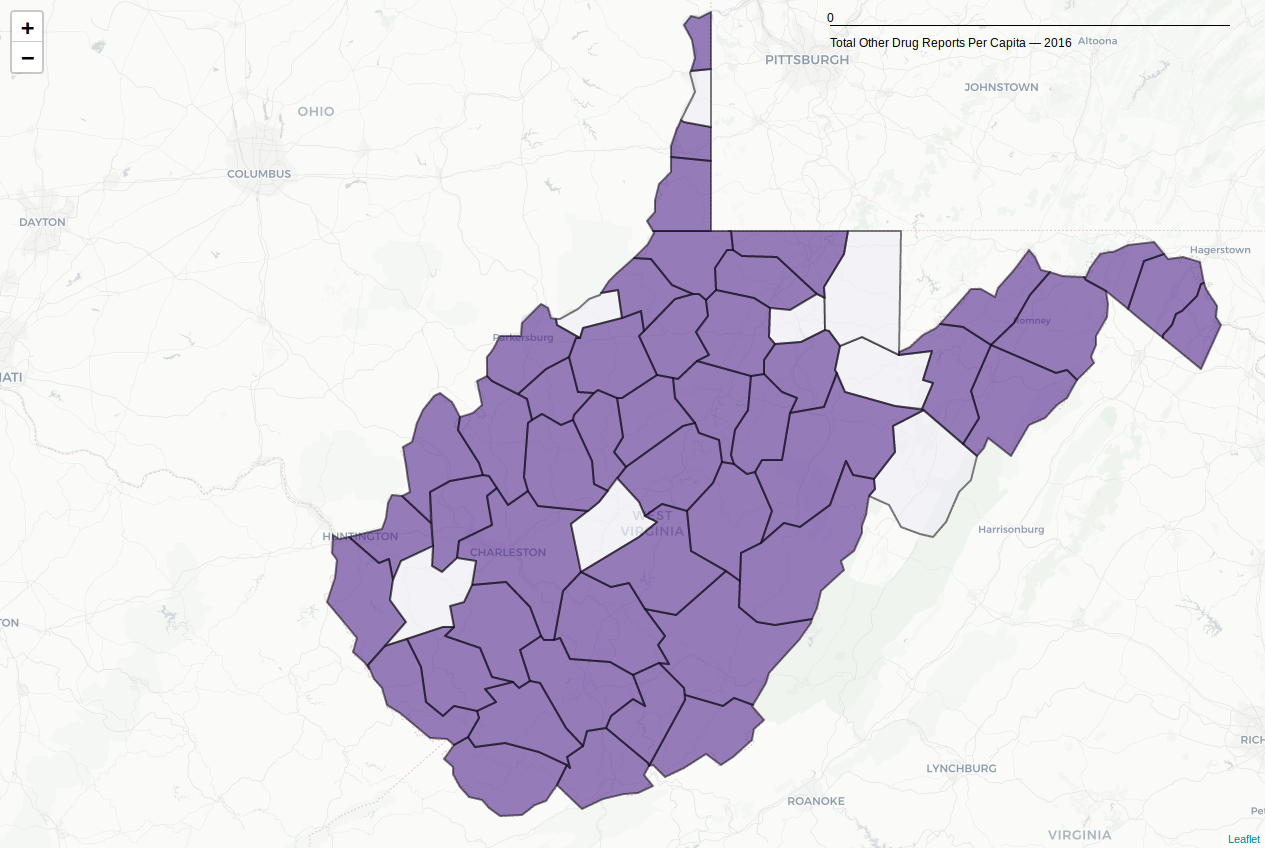 +
−
0
Total Other Drug Reports Per Capita — 2016
Altoona
PITTSBURGH
JOHNSTOWN
OHIO
COLUMBUS
DAYTON
Hagerstown
Romney
Parkersburg
IATI
WEST
VIRGINIA
Harrisonburg
HUNTINGTON
CHARLESTON
TON
RICH
LYNCHBURG
ROANOKE
Pet
VIRGINIA
Leaflet